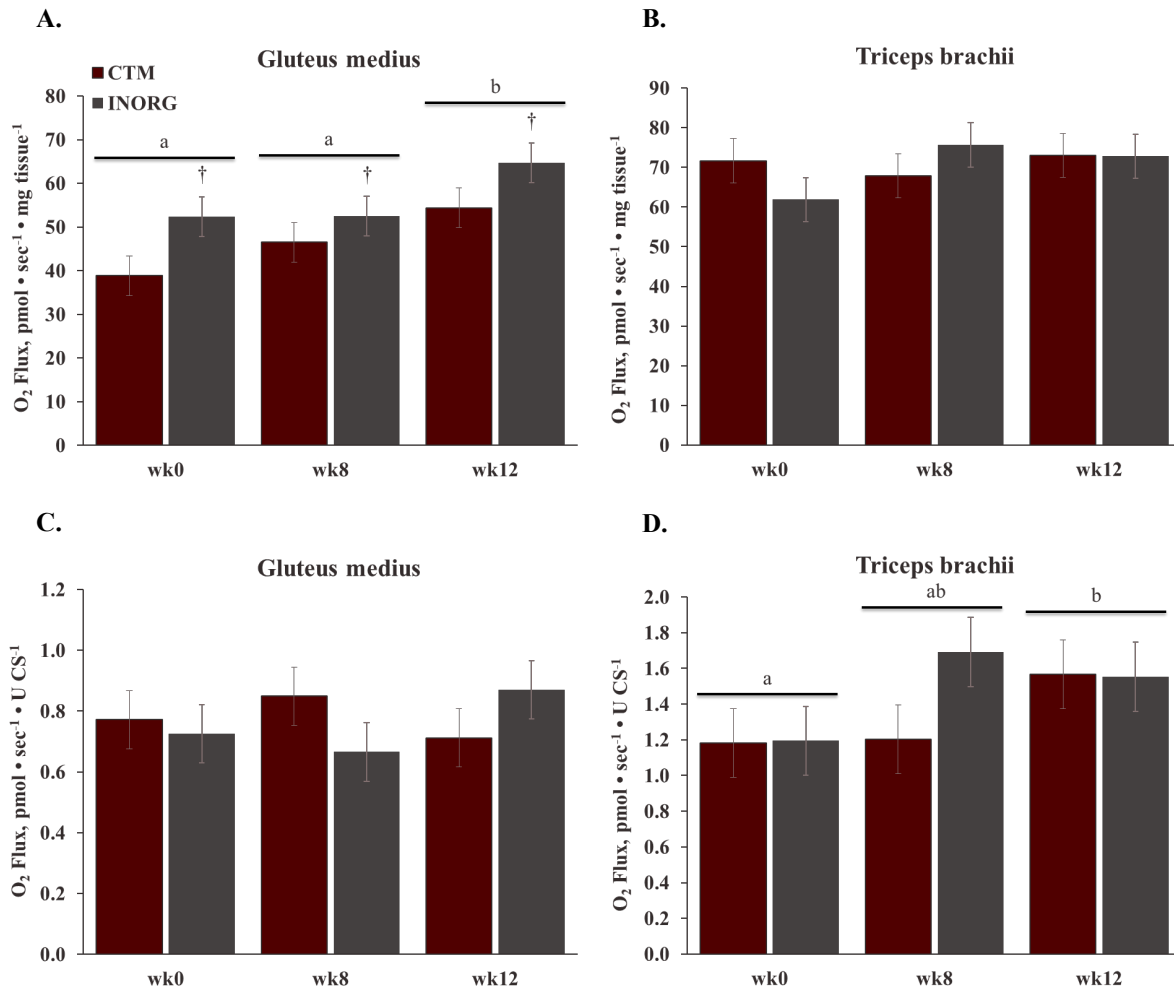 A.
Gluteus medius
CTM
INORG
a
†
a
†
b
†
80
70
60
50
40
30
20
10
0
O₂ Flux, pmol • sec⁻¹ • mg tissue⁻¹
wk0 wk8 wk12
B.
Triceps brachii
90
80
70
60
50
40
30
20
10
0
O₂ Flux, pmol • sec⁻¹ • mg tissue⁻¹
wk0 wk8 wk12
C.
Gluteus medius
1.2
1.0
0.8
0.6
0.4
0.2
0.0
O₂ Flux, pmol • sec⁻¹ • U CS⁻¹
wk0 wk8 wk12
D.
Triceps brachii
a
ab
b
2.0
1.8
1.6
1.4
1.2
1.0
0.8
0.6
0.4
0.2
0.0
O₂ Flux, pmol • sec⁻¹ • U CS⁻¹
wk0 wk8 wk12